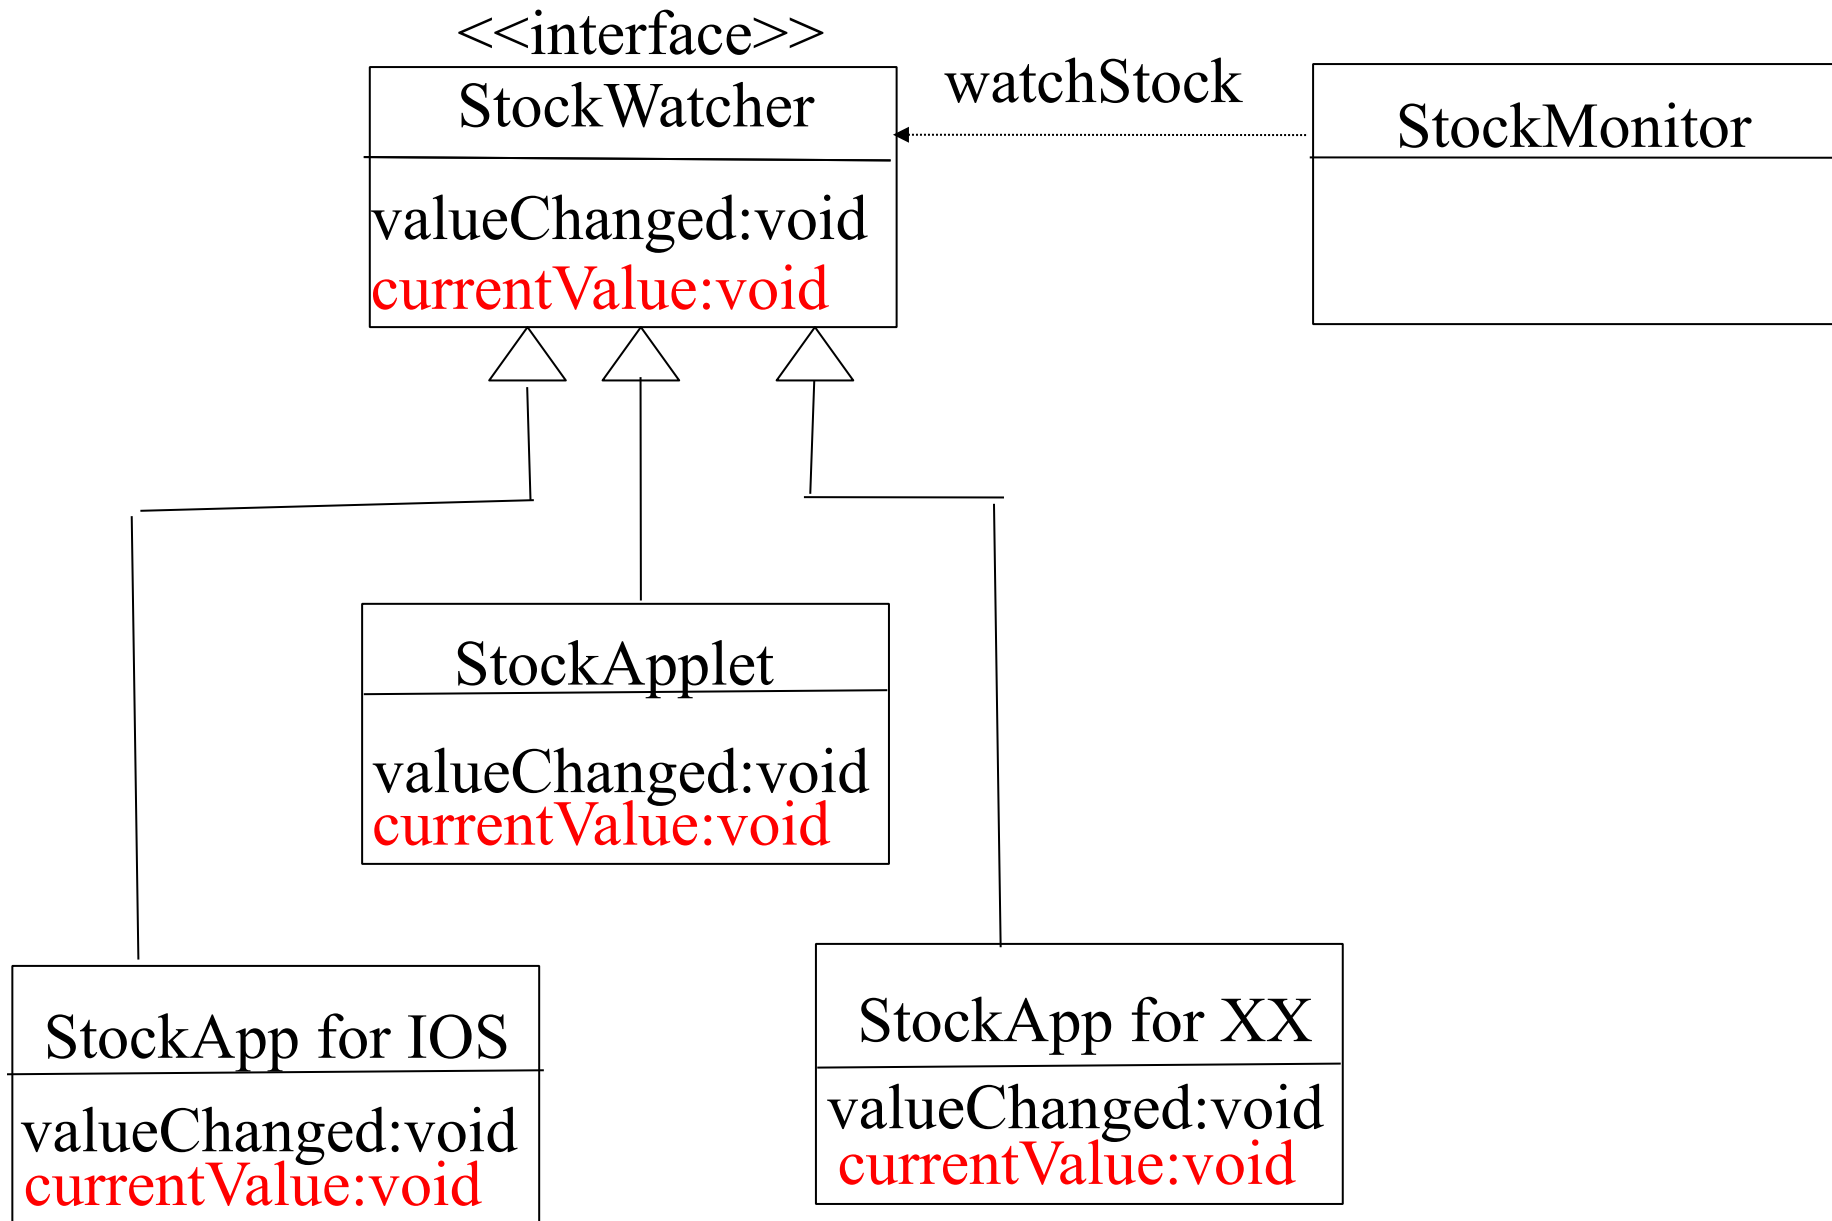 <<interface>>
StockWatcher
valueChanged:void
currentValue:void
watchStock
StockMonitor
StockApplet
valueChanged:void
currentValue:void
StockApp for IOS
valueChanged:void
currentValue:void
StockApp for XX
valueChanged:void
currentValue:void